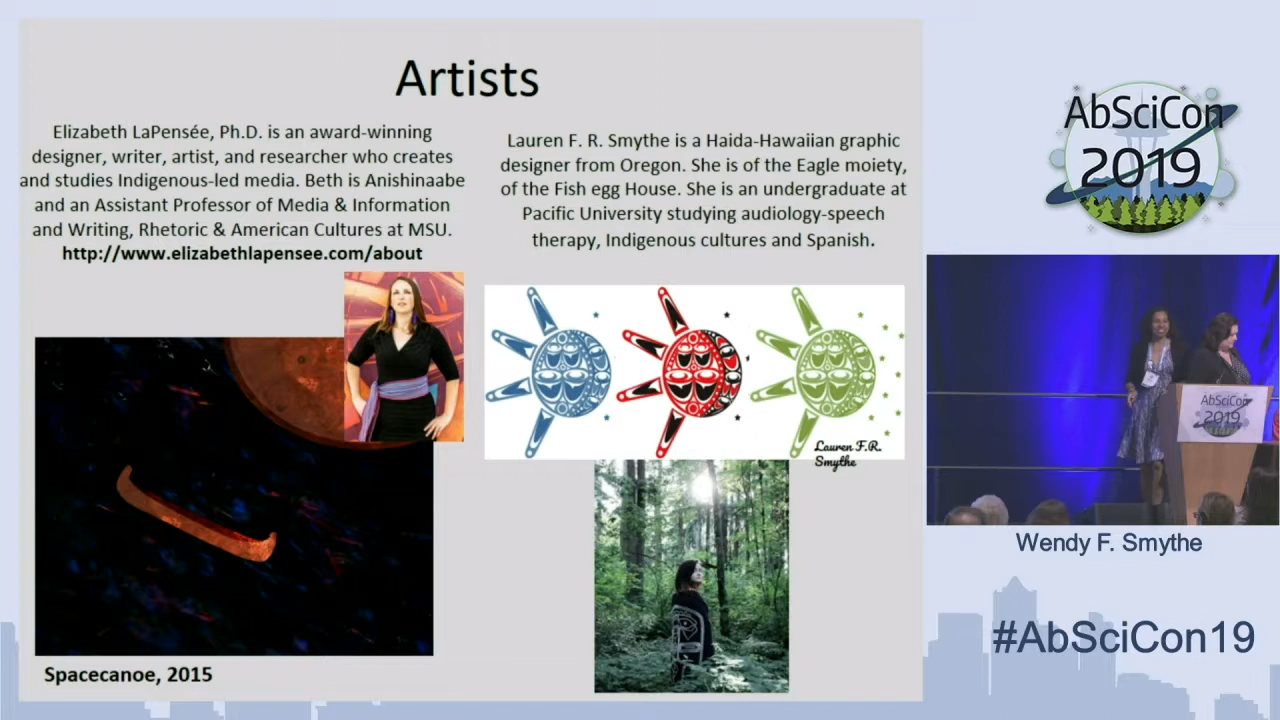 Artists
Elizabeth LaPensée, Ph.D. is an award-winning
designer, writer, artist, and researcher who creates
and studies Indigenous-led media. Beth is Anishinaabe
and an Assistant Professor of Media & Information
and Writing, Rhetoric & American Cultures at MSU.
http://www.elizabethlapensee.com/about
Lauren F. R. Smythe is a Haida-Hawaiian graphic
designer from Oregon. She is of the Eagle moiety,
of the Fish egg House. She is an undergraduate at
Pacific University studying audiology-speech
therapy, Indigenous cultures and Spanish.
Lauren F.R.
Smythe
Spacecanoe, 2015
AbSciCon
2019
AbSciCon
2019
Wendy F. Smythe
#AbSciCon19